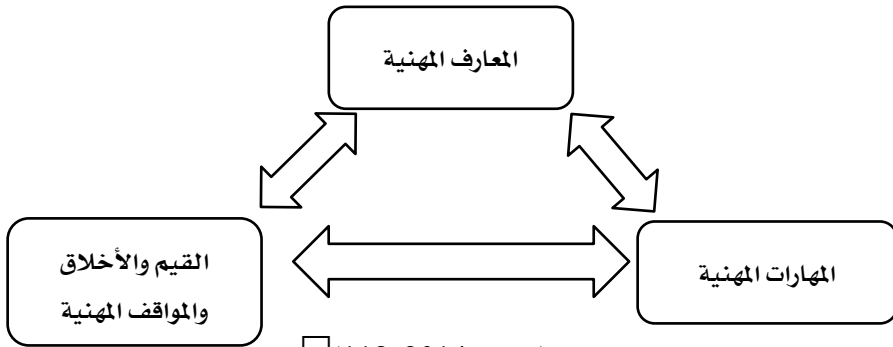 المعارف المهنية
القيم والأخلاق
والمواقف المهنية
المهارات المهنية